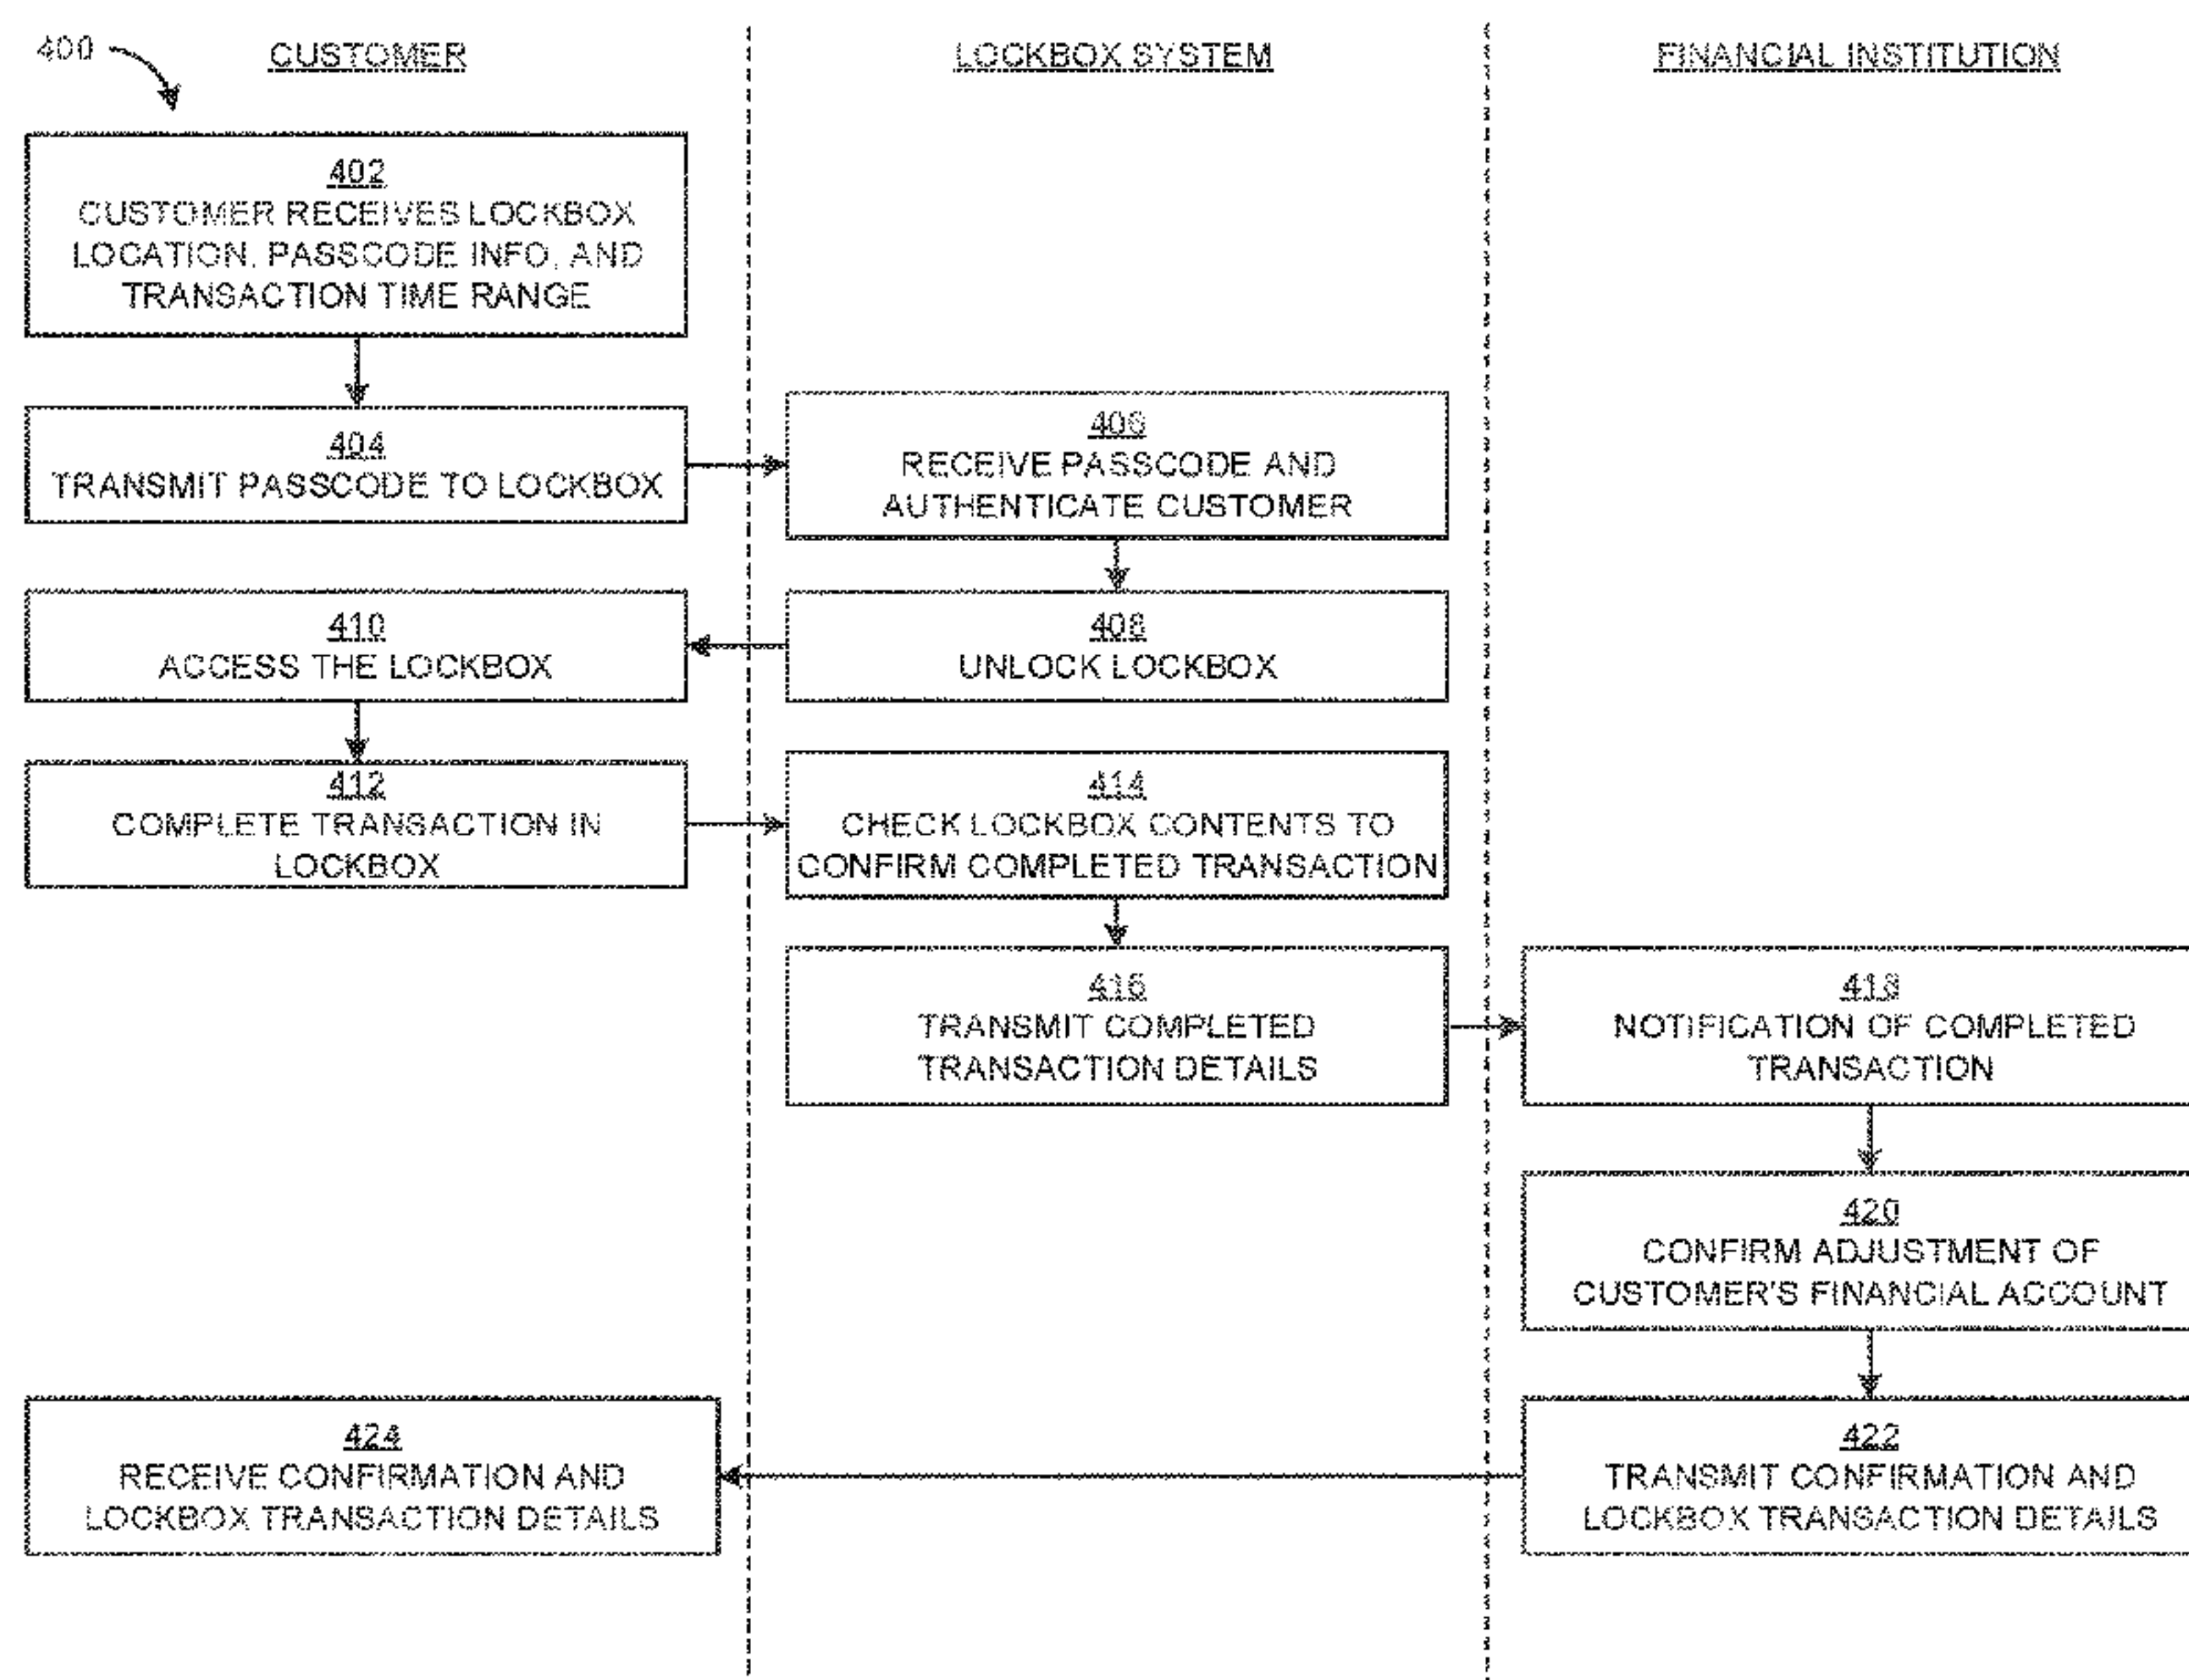 400
CUSTOMER
LOCKBOX SYSTEM
FINANCIAL INSTITUTION
402
CUSTOMER RECEIVES LOCKBOX
LOCATION, PASSCODE INFO, AND
TRANSACTION TIME RANGE
404
TRANSMIT PASSCODE TO LOCKBOX
406
RECEIVE PASSCODE AND
AUTHENTICATE CUSTOMER
408
UNLOCK LOCKBOX
410
ACCESS THE LOCKBOX
412
COMPLETE TRANSACTION IN
LOCKBOX
414
CHECK LOCKBOX CONTENTS TO
CONFIRM COMPLETED TRANSACTION
416
TRANSMIT COMPLETED
TRANSACTION DETAILS
418
NOTIFICATION OF COMPLETED
TRANSACTION
420
CONFIRM ADJUSTMENT OF
CUSTOMER'S FINANCIAL ACCOUNT
422
TRANSMIT CONFIRMATION AND
LOCKBOX TRANSACTION DETAILS
424
RECEIVE CONFIRMATION AND
LOCKBOX TRANSACTION DETAILS